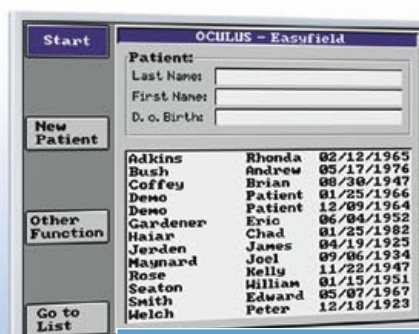 Start
OCULUS - Easyfield
Patient:
Last Name:
First Name:
D. o. Birth:
New
Patient
Other
Function
Go to
List
Adkins Rhonda 02/12/1965
Bush Andrew 05/17/1976
Coffey Brian 08/30/1947
Demo Patient 01/25/1966
Demo Patient 12/09/1964
Gardener Eric 06/04/1952
Haiar Chad 01/25/1982
Jerden James 04/19/1925
Maynard Joel 09/06/1934
Rose Kelly 11/22/1947
Seaton William 01/15/1951
Smith Edward 05/07/1967
Welch Peter 12/18/1923